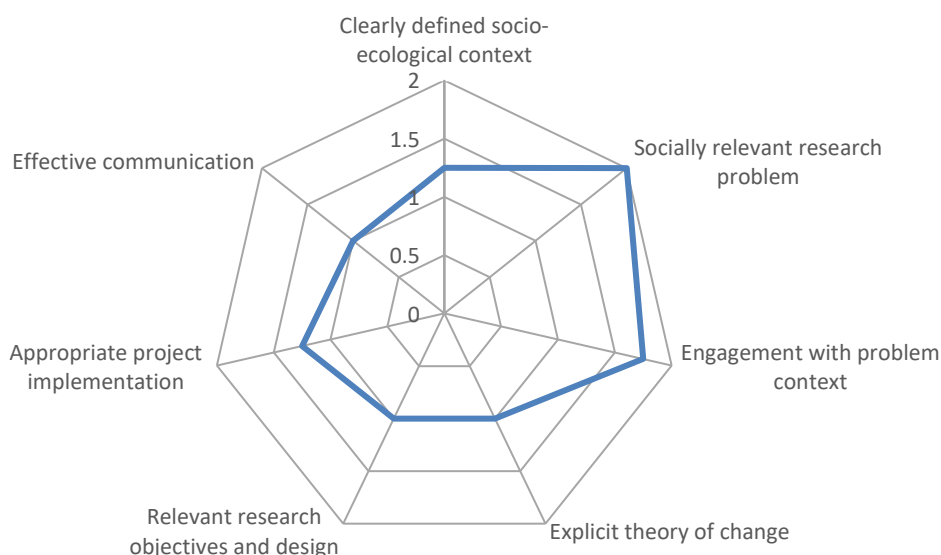 Clearly defined socio-
ecological context
2
1.5
1
0.5
0
Socially relevant research
problem
Engagement with problem
context
Explicit theory of change
Relevant research
objectives and design
Appropriate project
implementation
Effective communication